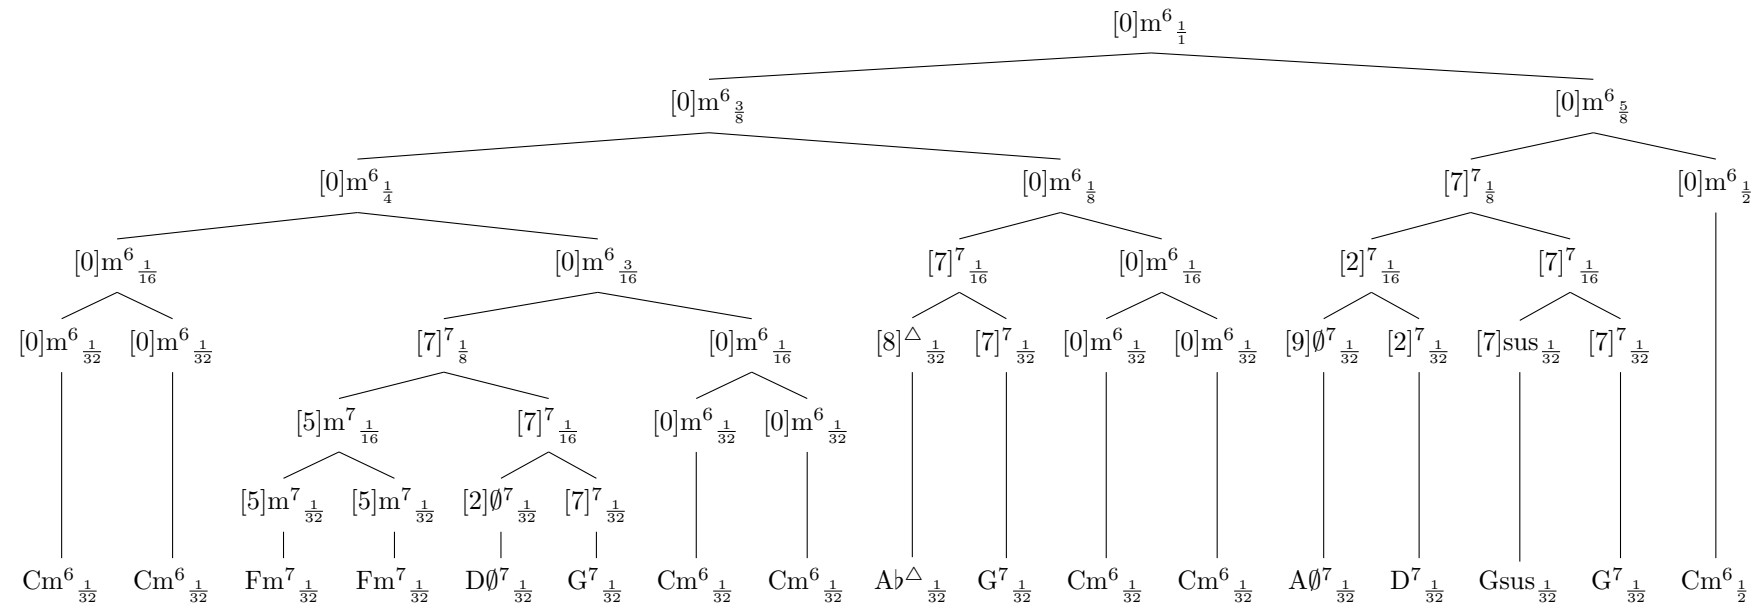 [0]m⁶ 1/1
[0]m⁶ 3/8 [0]m⁶ 5/8
[0]m⁶ 1/4 [0]m⁶ 1/8 [7]⁷ 1/8 [0]m⁶ 1/2
[0]m⁶ 1/16 [0]m⁶ 3/16 [7]⁷ 1/16 [0]m⁶ 1/16 [2]⁷ 1/16 [7]⁷ 1/16
[0]m⁶ 1/32 [0]m⁶ 1/32 [7]⁷ 1/8 [0]m⁶ 1/16 [8]△ 1/32 [7]⁷ 1/32 [0]m⁶ 1/32 [0]m⁶ 1/32 [9]∅⁷ 1/32 [2]⁷ 1/32 [7]sus 1/32 [7]⁷ 1/32
[5]m⁷ 1/16 [7]⁷ 1/16 [0]m⁶ 1/32 [0]m⁶ 1/32
[5]m⁷ 1/32 [5]m⁷ 1/32 [2]∅⁷ 1/32 [7]⁷ 1/32
Cm⁶ 1/32 Cm⁶ 1/32 Fm⁷ 1/32 Fm⁷ 1/32 D∅⁷ 1/32 G⁷ 1/32 Cm⁶ 1/32 Cm⁶ 1/32 A♭△ 1/32 G⁷ 1/32 Cm⁶ 1/32 Cm⁶ 1/32 A∅⁷ 1/32 D⁷ 1/32 Gsus 1/32 G⁷ 1/32 Cm⁶ 1/2